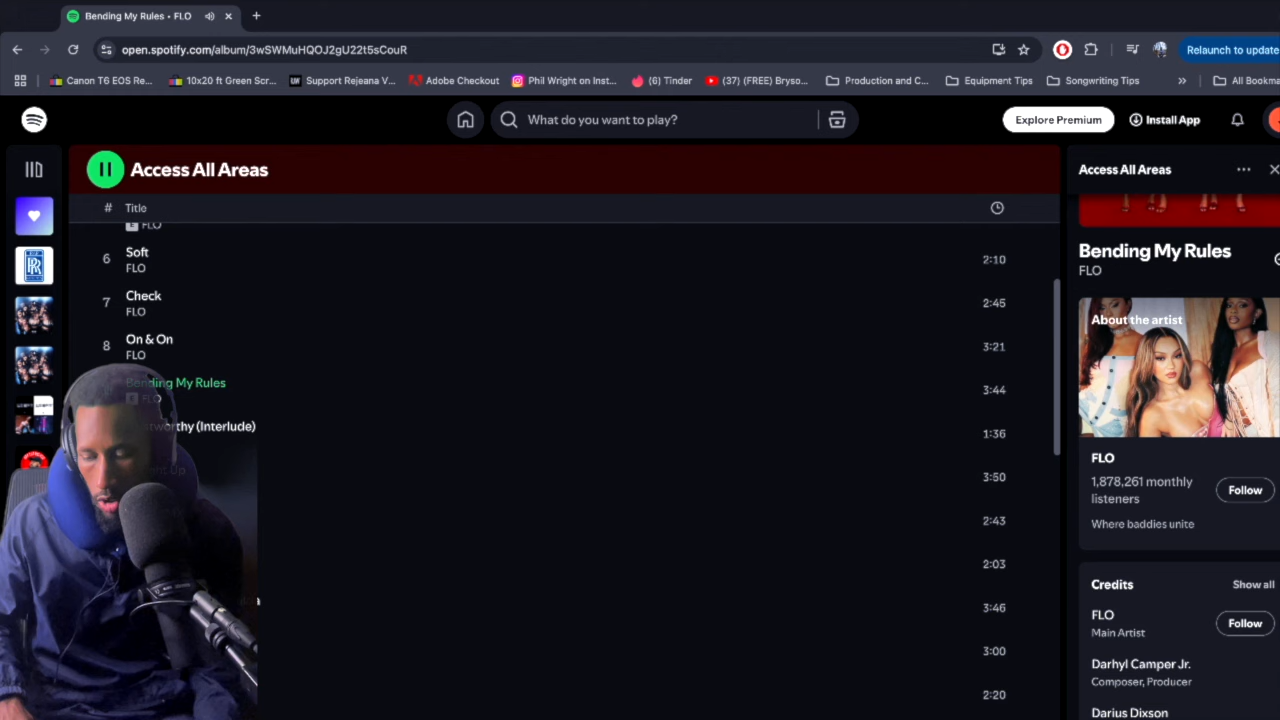 Bending My Rules • FLO
open.spotify.com/album/3wSWMuHQOJ2gU22t5sCouR
Relaunch to update
Canon T6 EOS Re...
10x20 ft Green Scr...
Support Rejeana V...
Adobe Checkout
Phil Wright on Inst...
(6) Tinder
(37) (FREE) Bryso...
Production and C...
Equipment Tips
Songwriting Tips
»
All Bookma
What do you want to play?
Explore Premium
Install App
Access All Areas
# Title
E FLO
6 Soft 2:10
FLO
7 Check 2:45
FLO
8 On & On 3:21
FLO
Bending My Rules 3:44
E FLO
tworthy (Interlude) 1:36
ght Up 3:50
2:43
2:03
3:46
3:00
2:20
Access All Areas
Bending My Rules
FLO
About the artist
FLO
1,878,261 monthly
listeners
Follow
Where baddies unite
Credits
Show all
FLO
Main Artist
Follow
Darhyl Camper Jr.
Composer, Producer
Darius Dixson